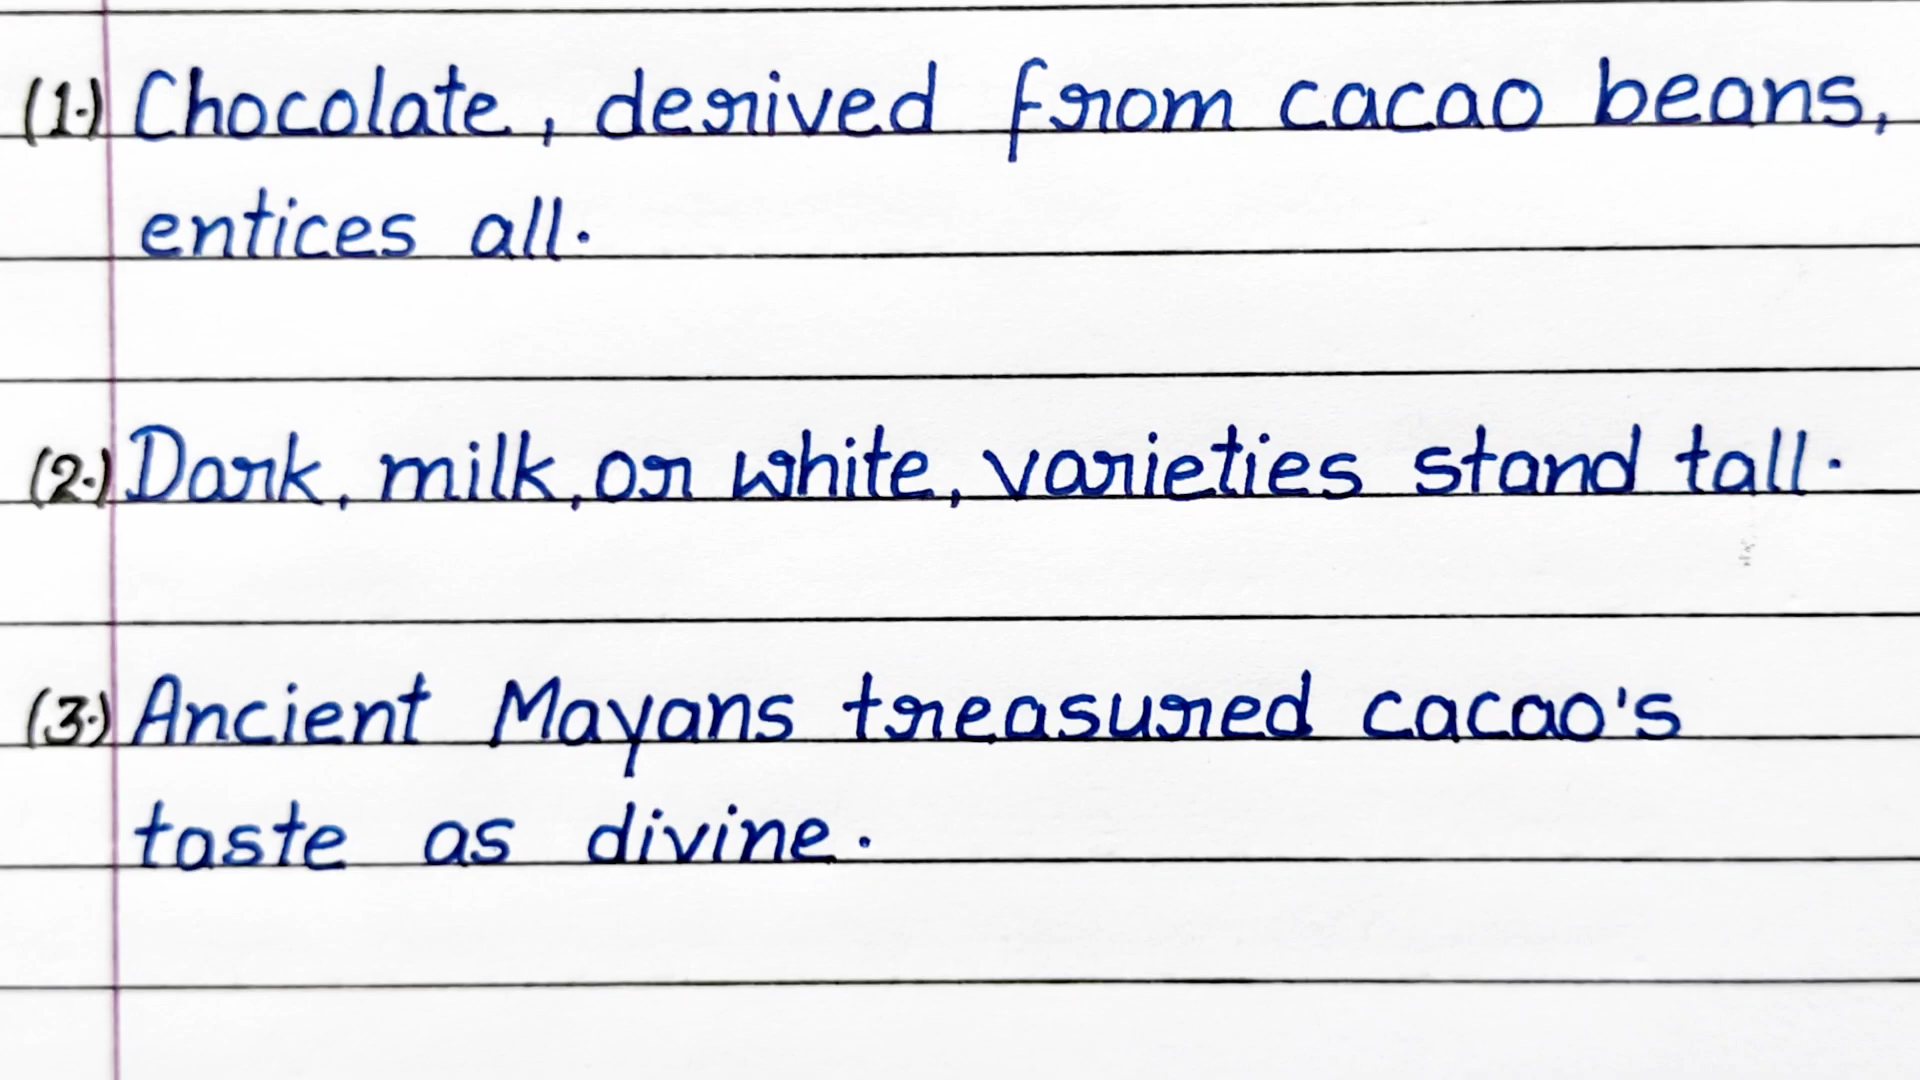 (1.) Chocolate, derived from cacao beans,
entices all.
(2.) Dark, milk, or white, varieties stand tall.
(3.) Ancient Mayans treasured cacao's
taste as divine.